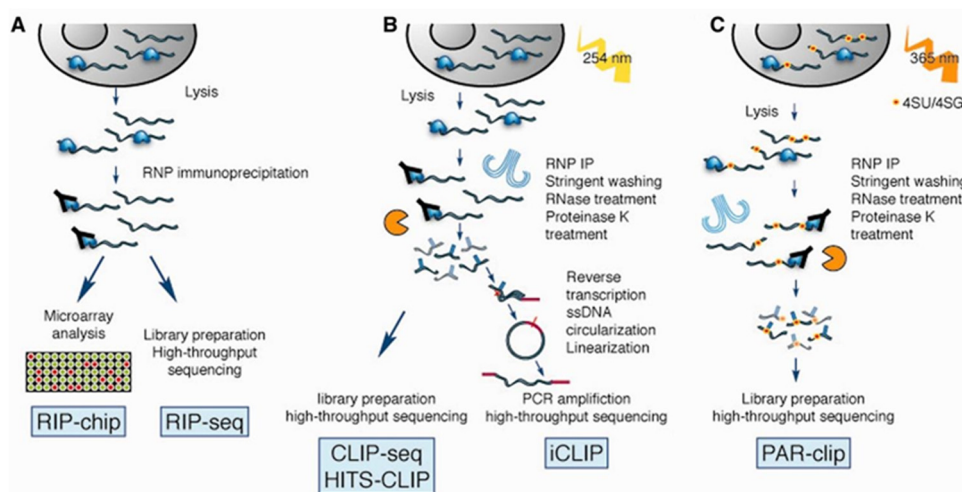 A
Lysis
RNP immunoprecipitation
Microarray
analysis
Library preparation
High-throughput
sequencing
RIP-chip
RIP-seq
B
254 nm
Lysis
RNP IP
Stringent washing
RNase treatment
Proteinase K
treatment
Reverse
transcription
ssDNA
circularization
Linearization
library preparation
high-throughput sequencing
PCR amplifiction
high-throughput sequencing
CLIP-seq
HITS-CLIP
iCLIP
C
365 nm
4SU/4SG
Lysis
RNP IP
Stringent washing
RNase treatment
Proteinase K
treatment
Library preparation
high-throughput sequencing
PAR-clip